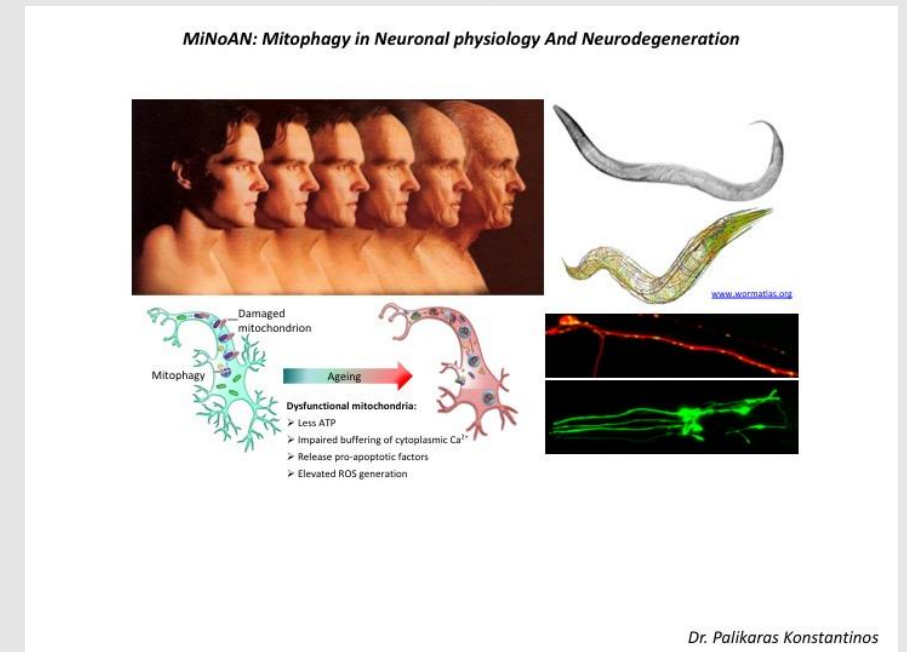 MiNoAN: Mitophagy in Neuronal physiology And Neurodegeneration
www.wormatlas.org
Damaged
mitochondrion
Mitophagy
Ageing
Dysfunctional mitochondria:
➢ Less ATP
➢ Impaired buffering of cytoplasmic Ca²⁺
➢ Release pro-apoptotic factors
➢ Elevated ROS generation
Dr. Palikaras Konstantinos